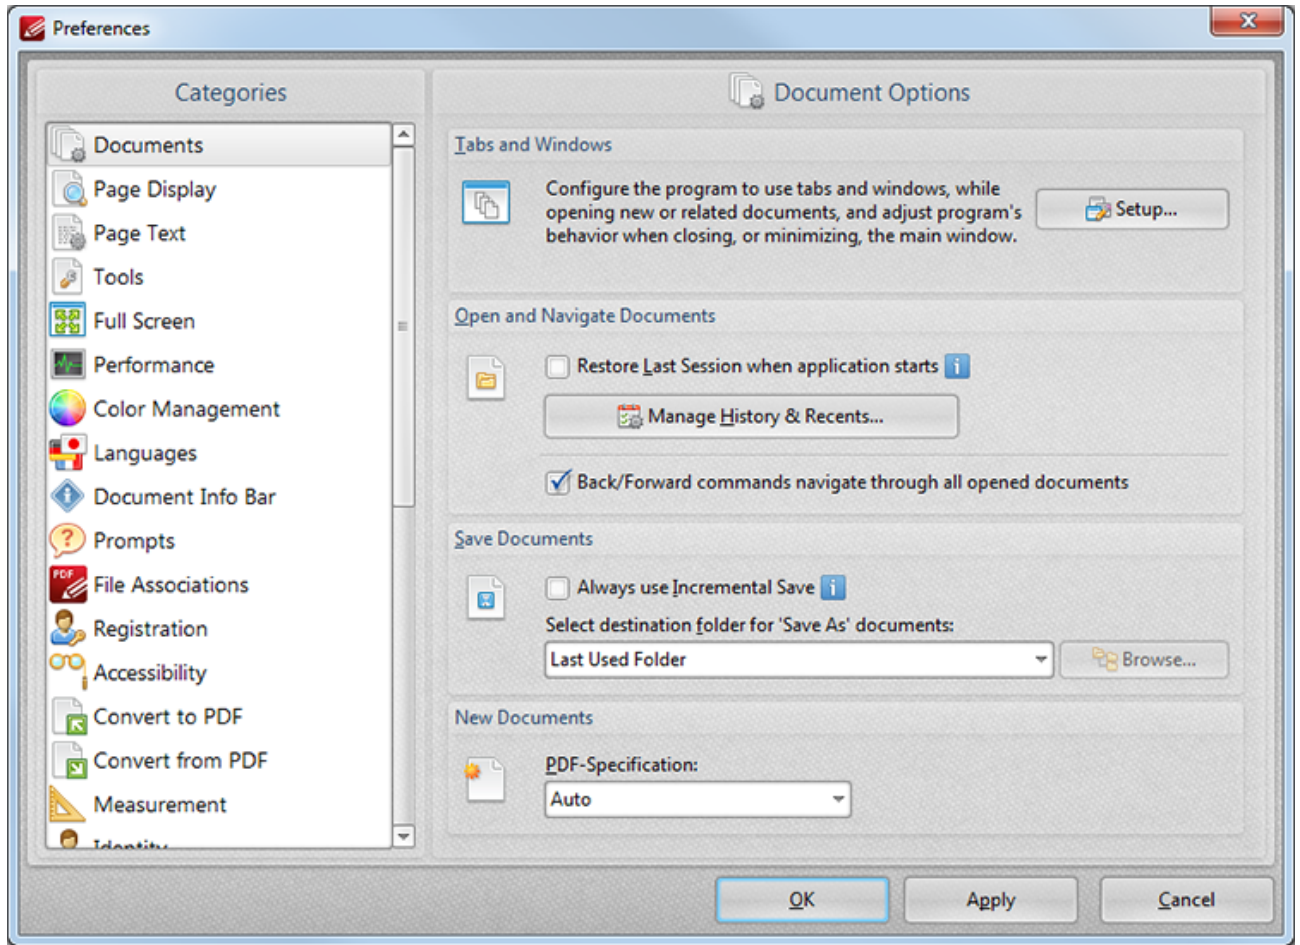 Preferences
Categories
Documents
Page Display
Page Text
Tools
Full Screen
Performance
Color Management
Languages
Document Info Bar
Prompts
PDF
File Associations
Registration
Accessibility
Convert to PDF
Convert from PDF
Measurement
Identity
Document Options
Tabs and Windows
Configure the program to use tabs and windows, while
opening new or related documents, and adjust program's
behavior when closing, or minimizing, the main window.
Setup...
Open and Navigate Documents
Restore Last Session when application starts
i
Manage History & Recents...
Back/Forward commands navigate through all opened documents
Save Documents
Always use Incremental Save
i
Select destination folder for 'Save As' documents:
Last Used Folder
Browse...
New Documents
PDF-Specification:
Auto
OK
Apply
Cancel